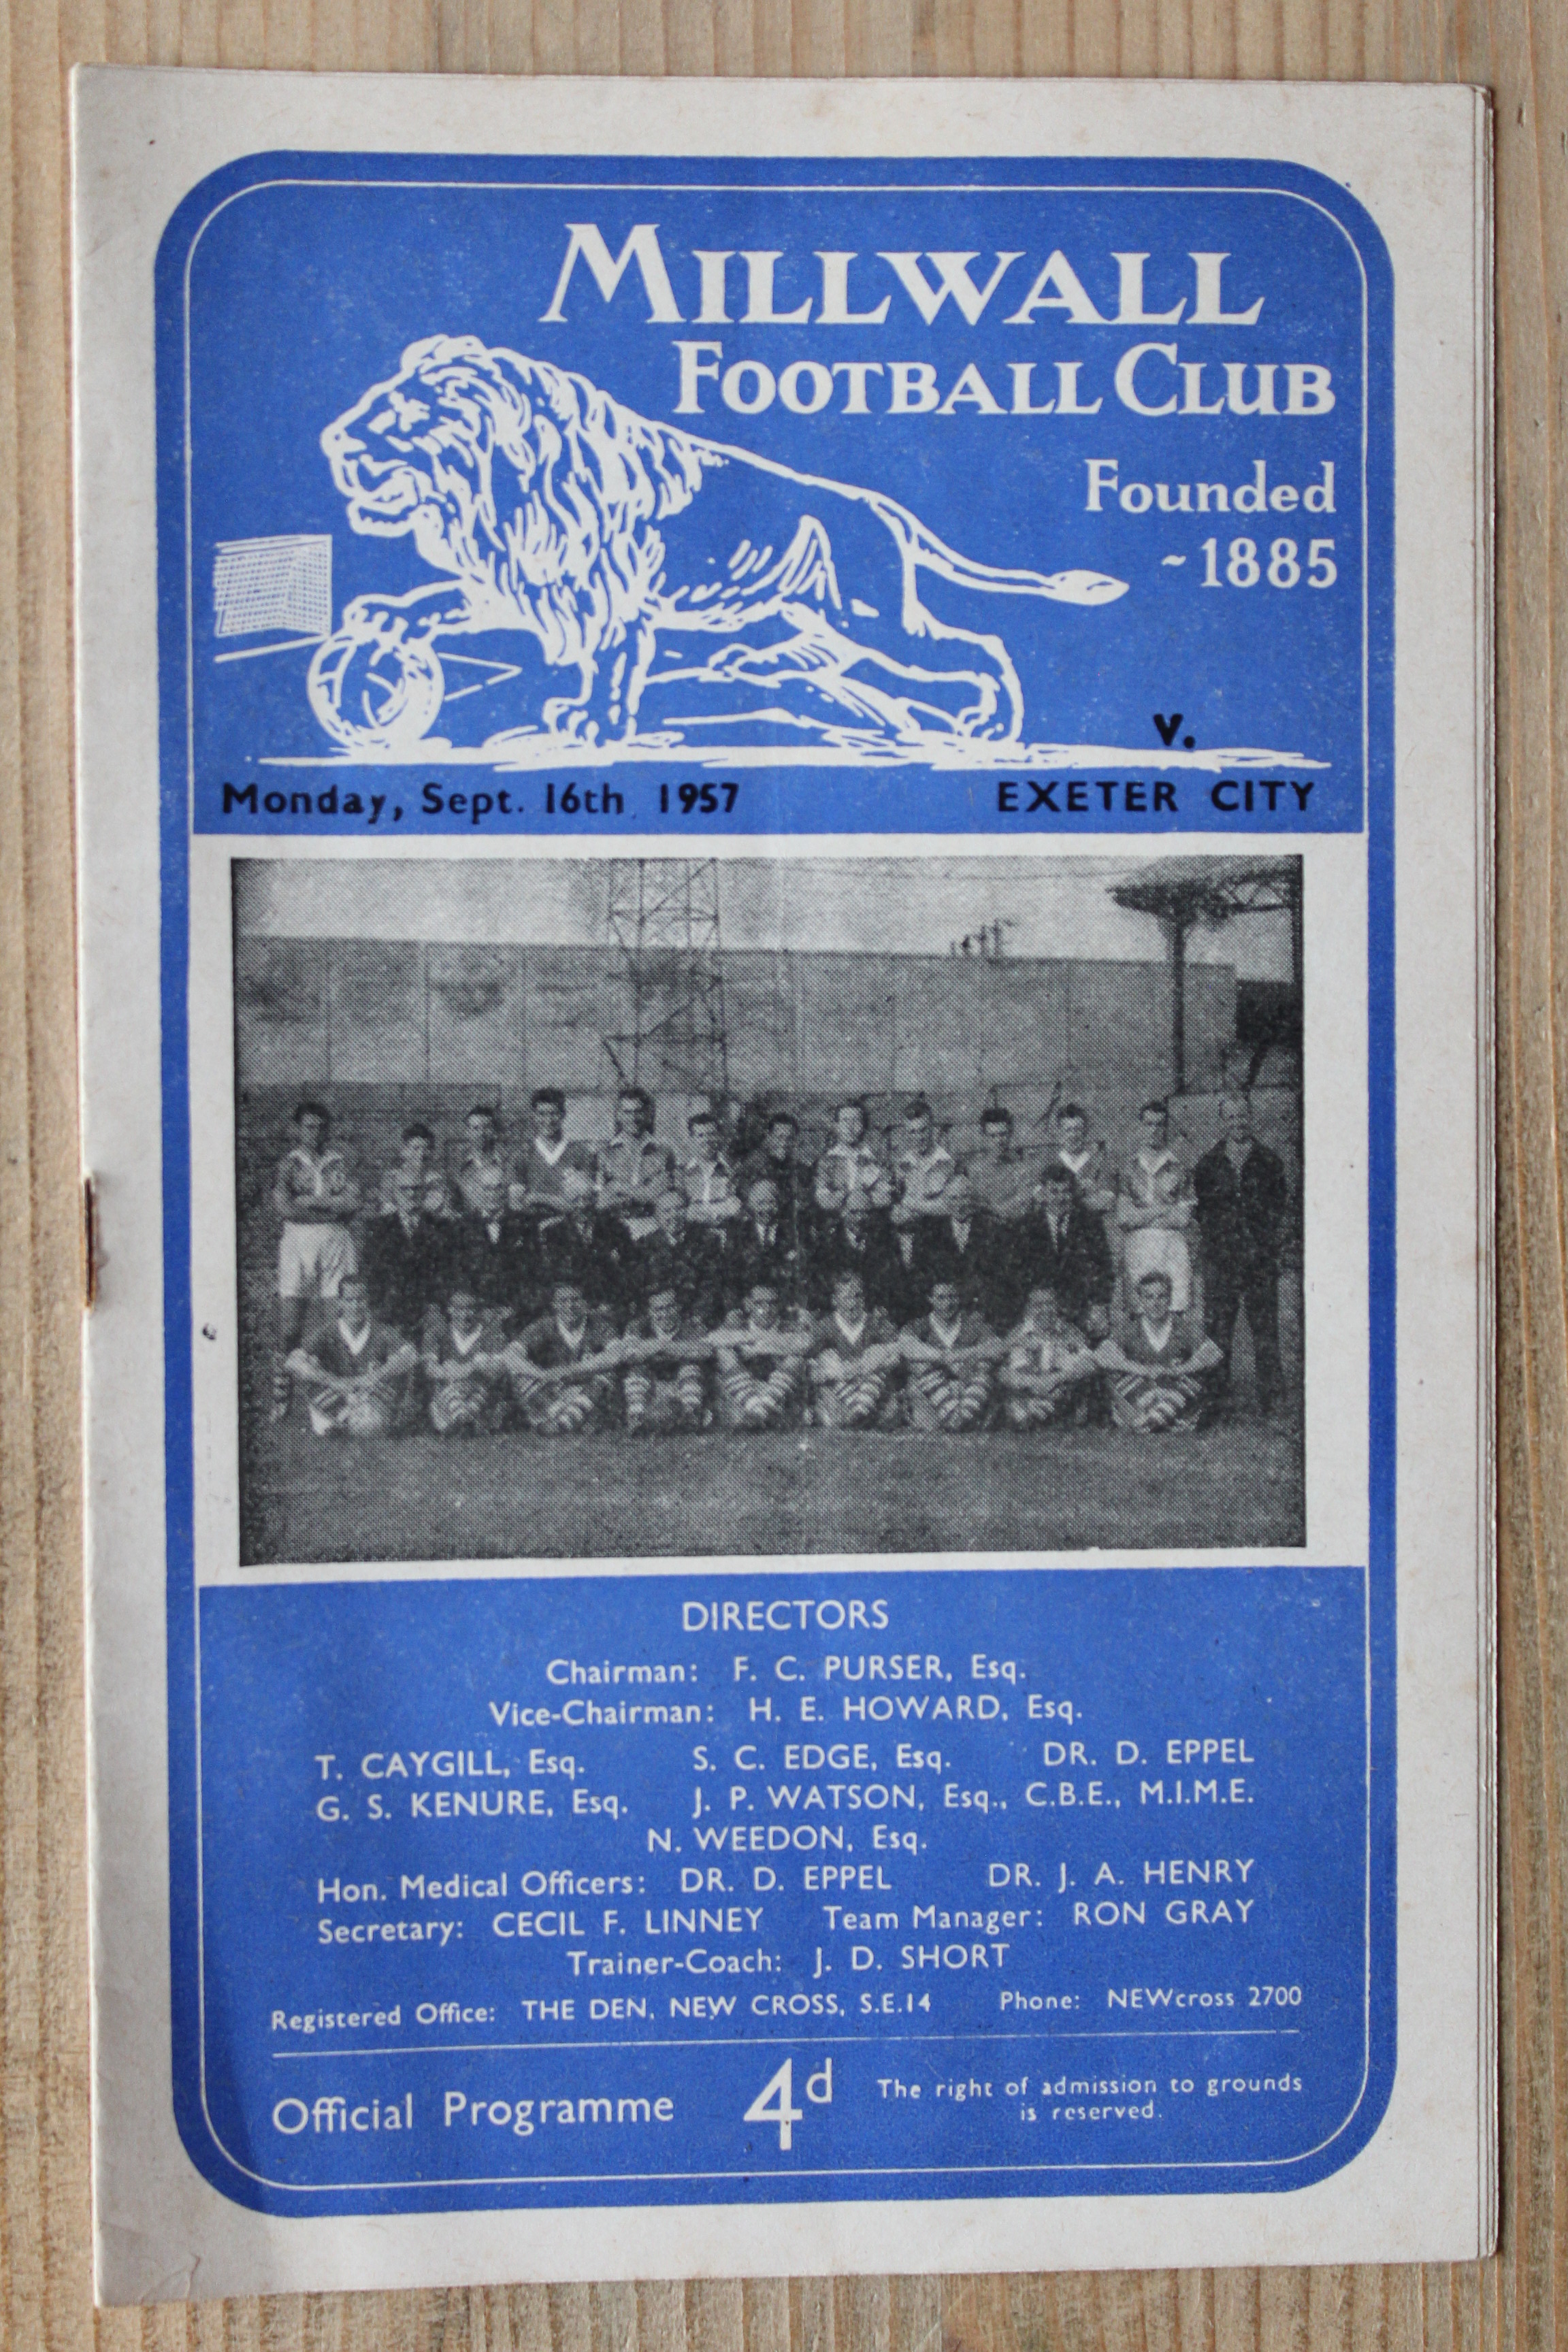 MILLWALL
FOOTBALL CLUB
Founded
~1885
v.
Monday, Sept. 16th, 1957 EXETER CITY
DIRECTORS
Chairman: F. C. PURSER, Esq.
Vice-Chairman: H. E. HOWARD, Esq.
T. CAYGILL, Esq. S. C. EDGE, Esq. DR. D. EPPEL
G. S. KENURE, Esq. J. P. WATSON, Esq., C.B.E., M.I.M.E.
N. WEEDON, Esq.
Hon. Medical Officers: DR. D. EPPEL DR. J. A. HENRY
Secretary: CECIL F. LINNEY Team Manager: RON GRAY
Trainer-Coach: J. D. SHORT
Registered Office: THE DEN, NEW CROSS, S.E.14 Phone: NEWcross 2700
Official Programme 4d The right of admission to grounds
is reserved.